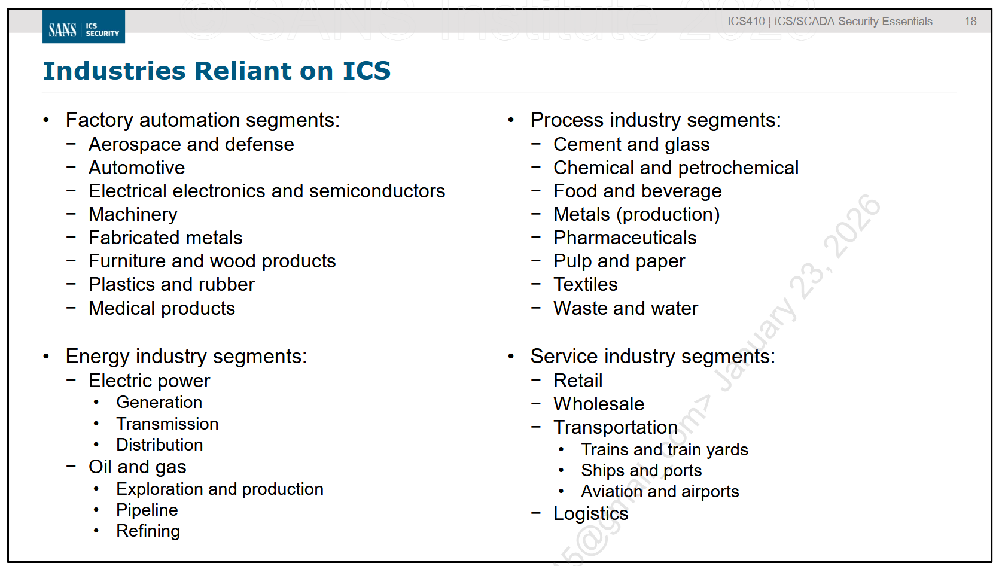 © SANS Institute 2023
SANS | ICS SECURITY
ICS410 | ICS/SCADA Security Essentials 18
Industries Reliant on ICS
• Factory automation segments:
− Aerospace and defense
− Automotive
− Electrical electronics and semiconductors
− Machinery
− Fabricated metals
− Furniture and wood products
− Plastics and rubber
− Medical products
• Energy industry segments:
− Electric power
• Generation
• Transmission
• Distribution
− Oil and gas
• Exploration and production
• Pipeline
• Refining
• Process industry segments:
− Cement and glass
− Chemical and petrochemical
− Food and beverage
− Metals (production)
− Pharmaceuticals
− Pulp and paper
− Textiles
− Waste and water
• Service industry segments:
− Retail
− Wholesale
− Transportation
• Trains and train yards
• Ships and ports
• Aviation and airports
− Logistics
5@gmail_com> January 23, 2026